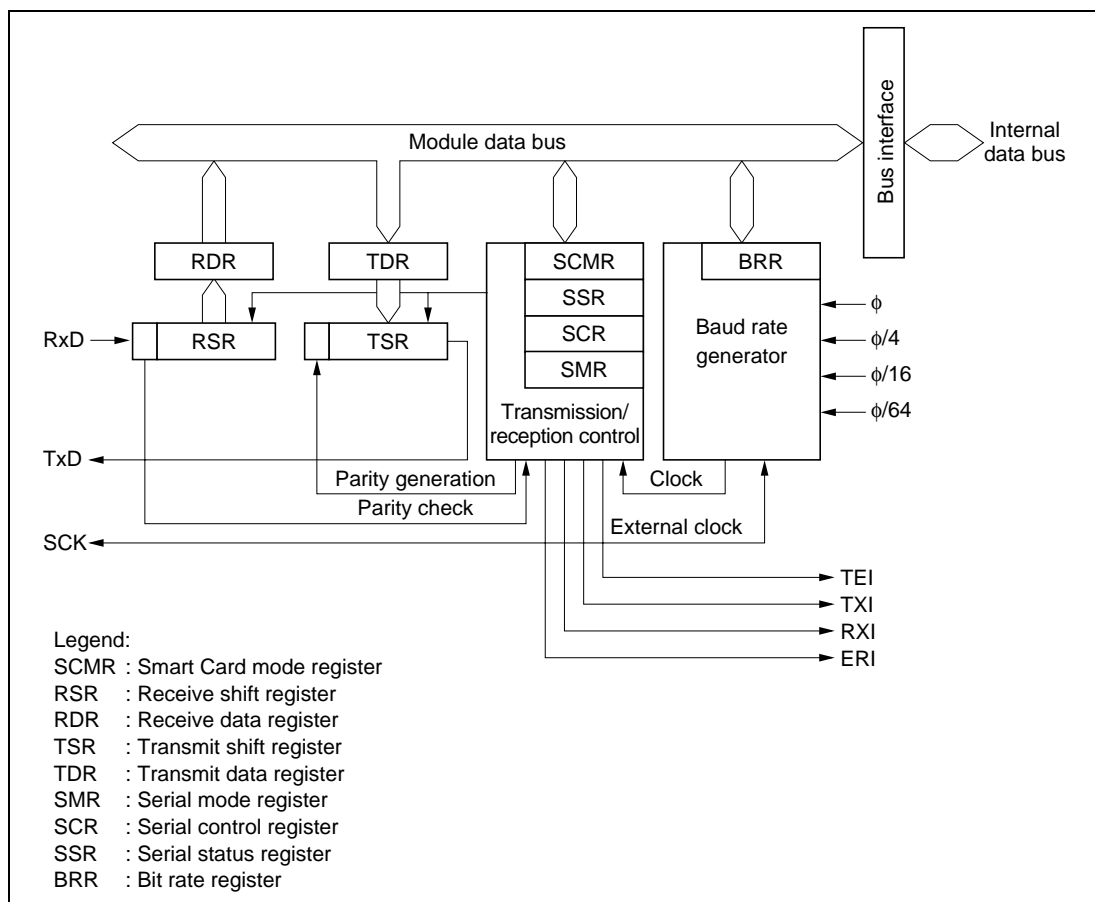 Bus interface
Internal
data bus
Module data bus
RDR
TDR
SCMR
BRR
SSR
SCR
SMR
RxD
RSR
TSR
Baud rate
generator
ϕ
ϕ/4
ϕ/16
ϕ/64
Transmission/
reception control
TxD
Parity generation
Clock
Parity check
External clock
SCK
TEI
TXI
RXI
ERI
Legend:
SCMR : Smart Card mode register
RSR : Receive shift register
RDR : Receive data register
TSR : Transmit shift register
TDR : Transmit data register
SMR : Serial mode register
SCR : Serial control register
SSR : Serial status register
BRR : Bit rate register